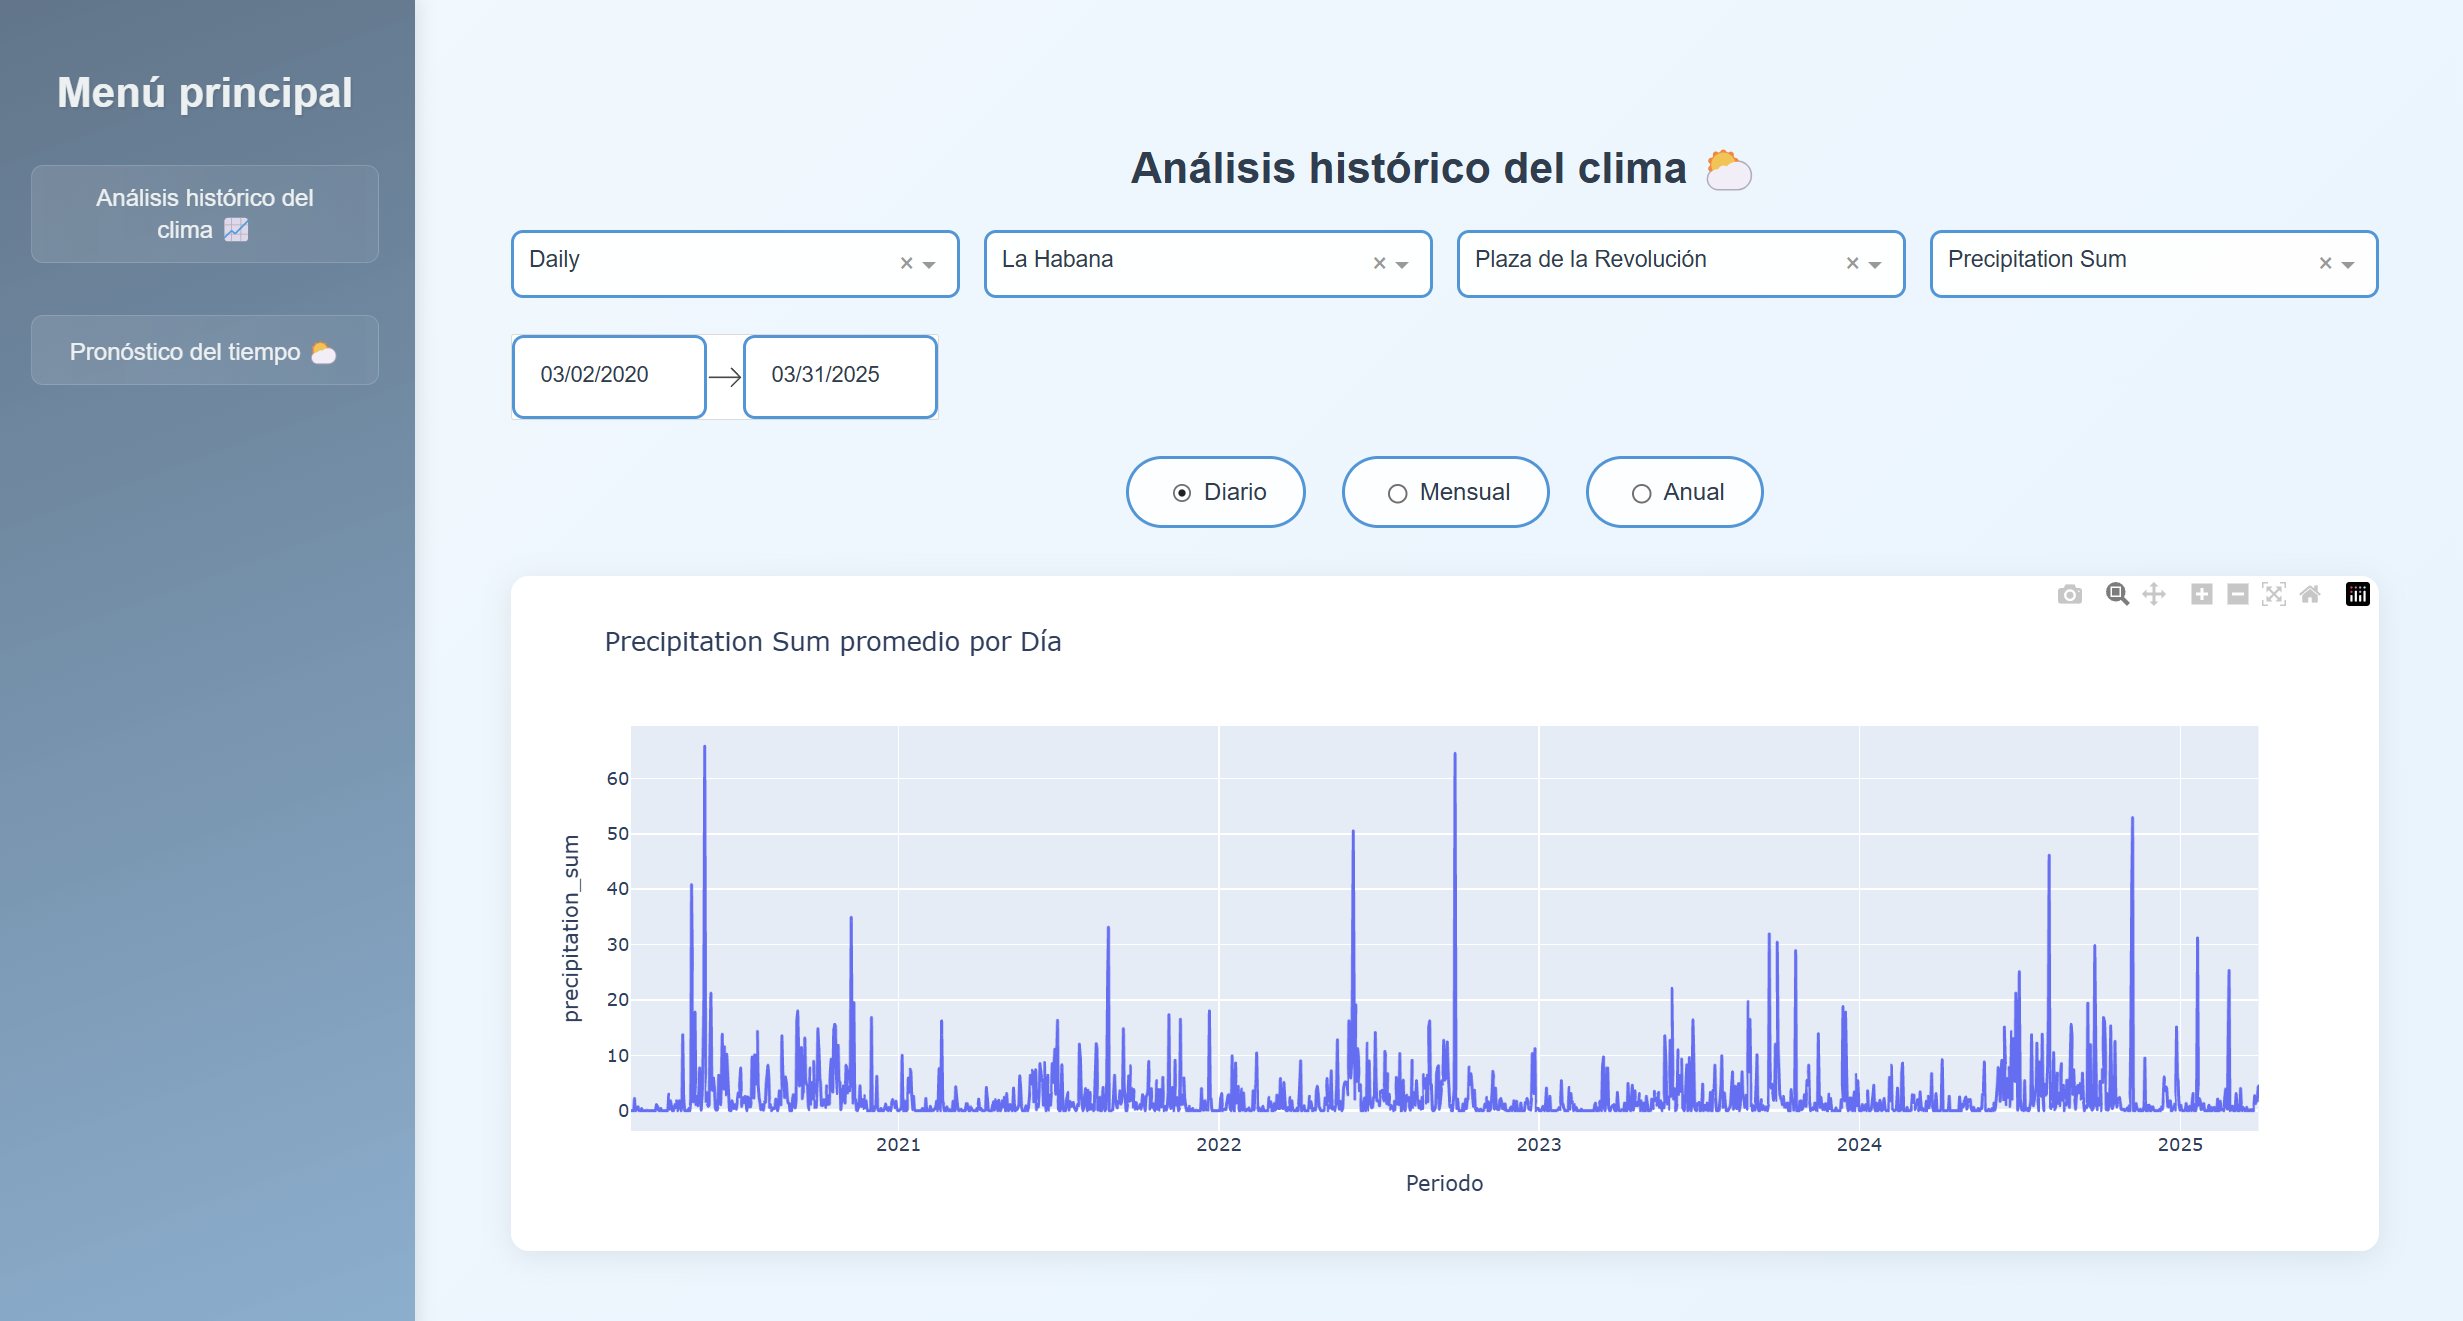 Menú principal
Análisis histórico del
clima
Pronóstico del tiempo
Análisis histórico del clima
Daily
La Habana
Plaza de la Revolución
Precipitation Sum
03/02/2020
03/31/2025
Diario
Mensual
Anual
Precipitation Sum promedio por Día
precipitation_sum
60
50
40
30
20
10
0
2021
2022
2023
2024
2025
Periodo